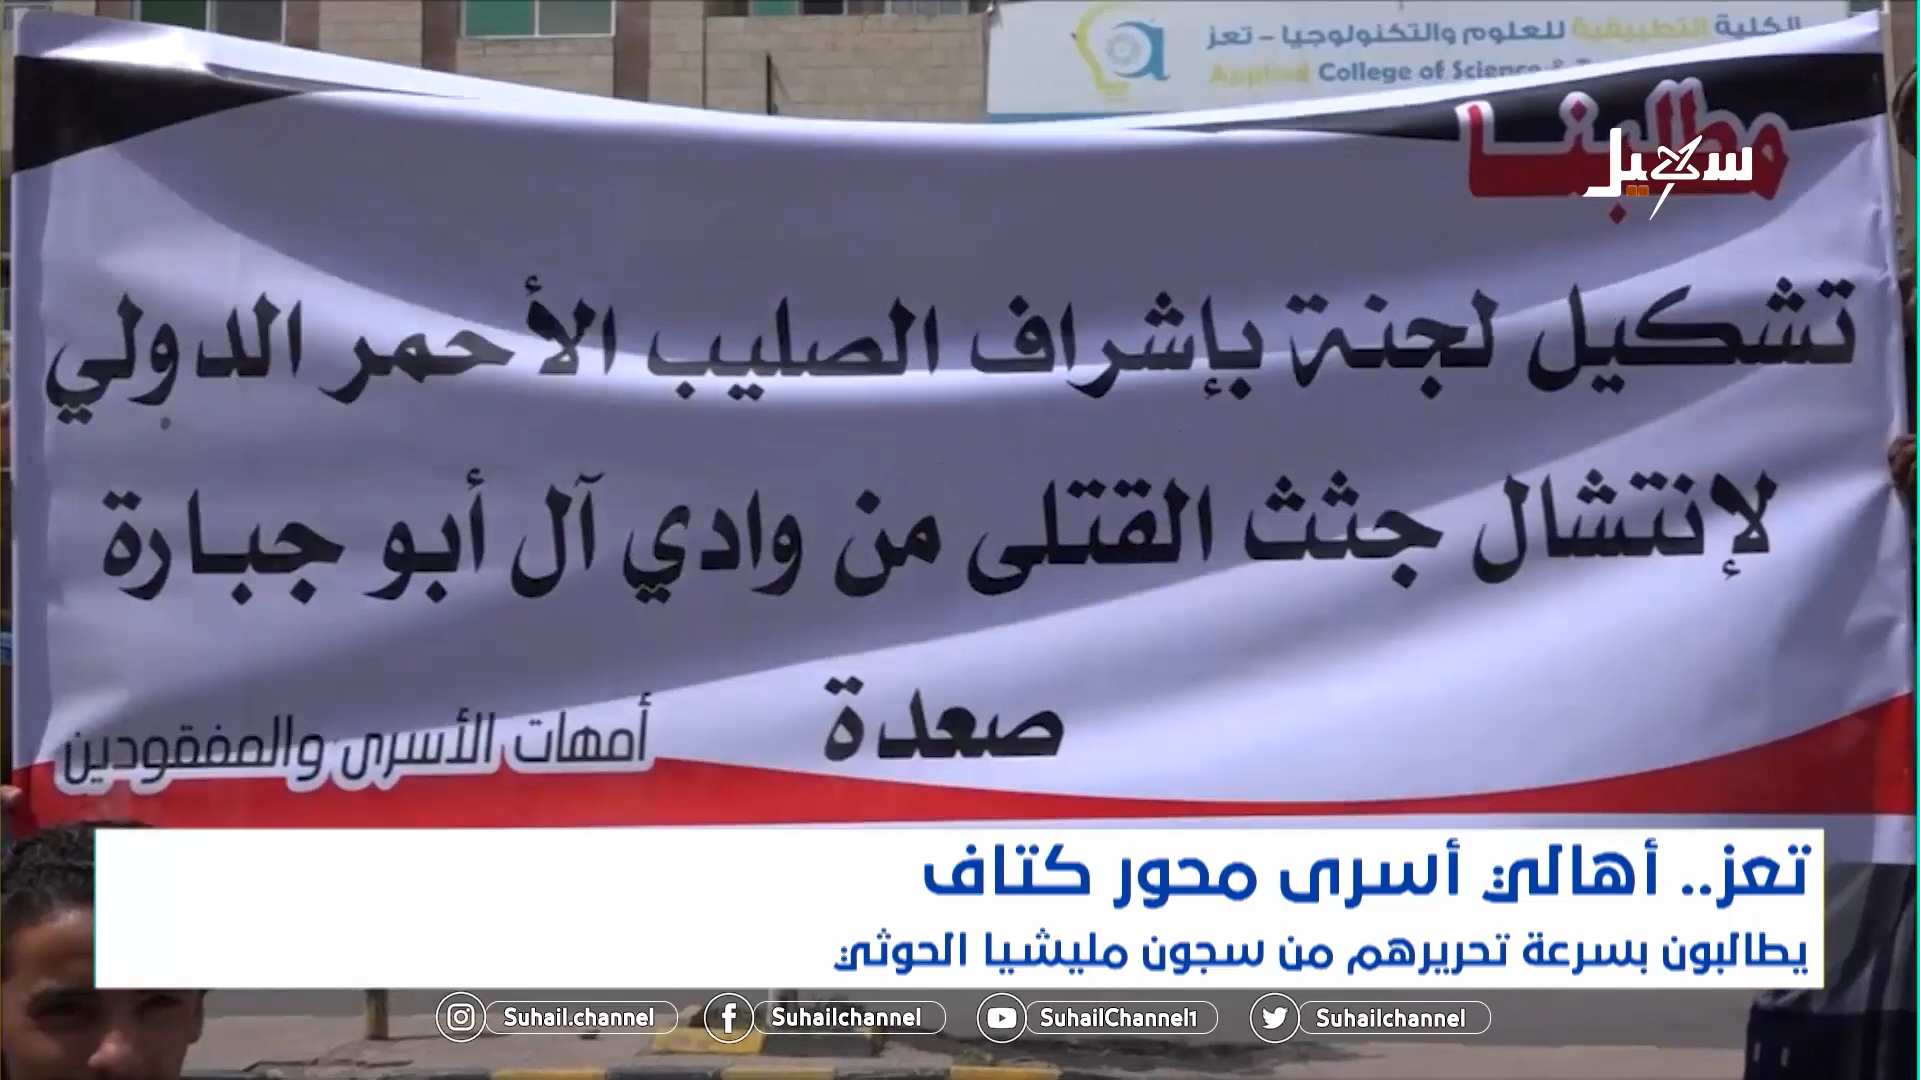 الكلية التطبيقية للعلوم والتكنولوجيا - تعز
Applied College of Science &
مطالبنا
سهيل
تشكيل لجنة بإشراف الصليب الأحمر الدولي
لإنتشال جثث القتلى من وادي آل أبو جبارة
صعدة
أمهات الأسرى والمفقودين
تعز.. أهالي أسرى محور كتاف
يطالبون بسرعة تحريرهم من سجون مليشيا الحوثي
Suhail.channel
Suhailchannel
SuhailChannel1
Suhailchannel